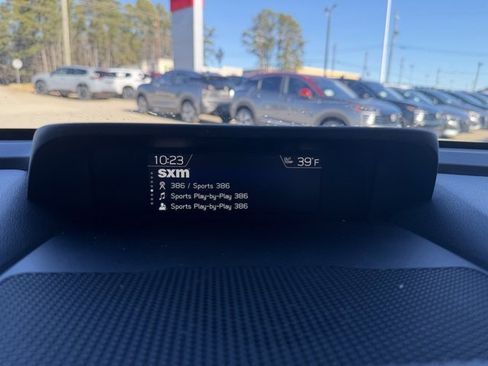 10:23
39°F
sxm
386 / Sports 386
Sports Play-by-Play 386
Sports Play-by-Play 386